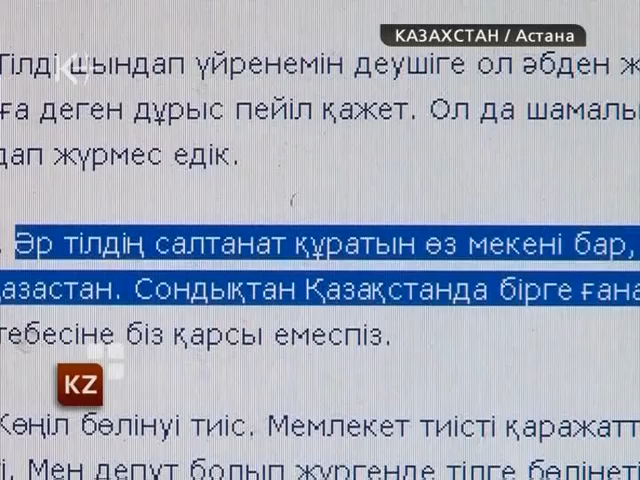 КАЗАХСТАН / Астана
Тілді шындап үйренемін деушіге ол әбден ж
ға деген дұрыс пейіл қажет. Ол да шамалы
дап жүрмес едік.
. Әр тілдің салтанат құратын өз мекені бар,
қазастан. Сондықтан Қазақстанда бірге ғана
тебесіне біз қарсы емеспіз.
KZ
Көңіл бөлінуі тиіс. Мемлекет тиісті қаражатт
і. Мен депут болып жүргенде тілге бөлінеті